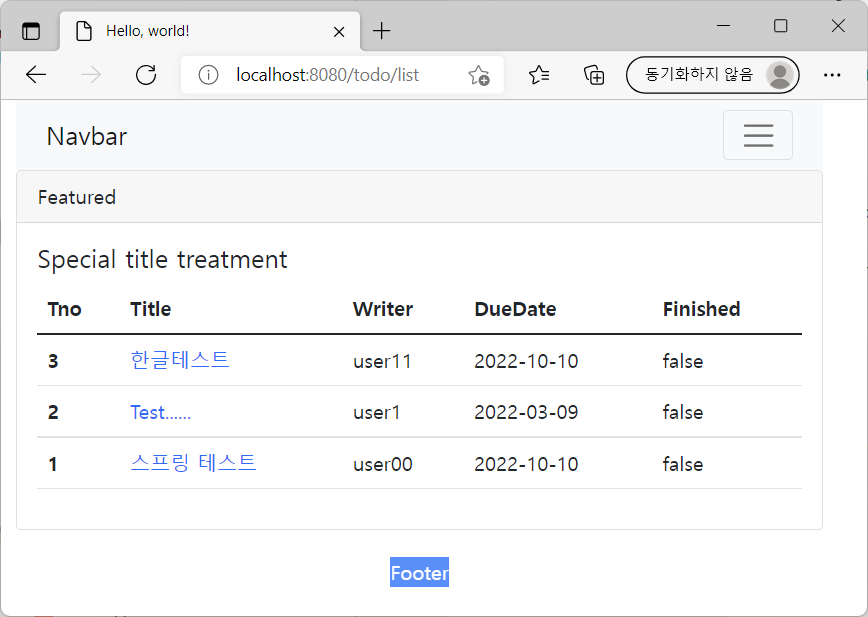 Hello, world!
localhost:8080/todo/list
동기화하지 않음
Navbar
Featured
Special title treatment
Tno Title Writer DueDate Finished
3 한글테스트 user11 2022-10-10 false
2 Test...... user1 2022-03-09 false
1 스프링 테스트 user00 2022-10-10 false
Footer